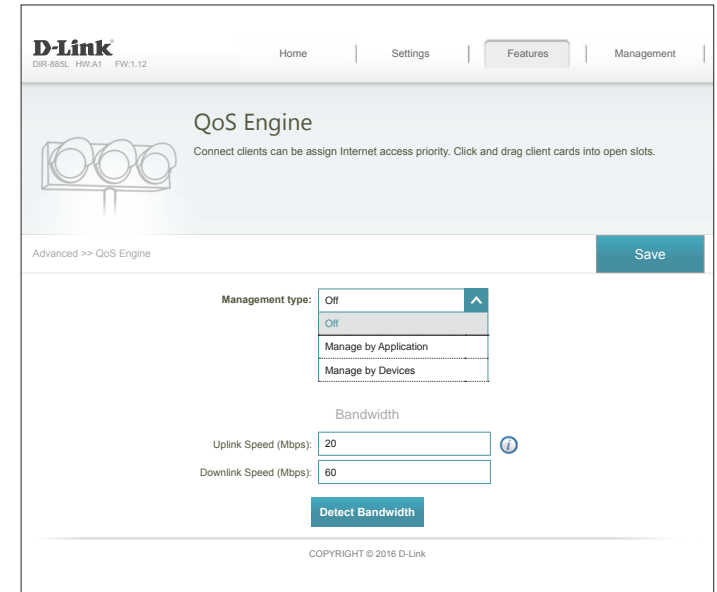 D-Link
DIR-885L HW:A1 FW:1.12
Home
Settings
Features
Management
QoS Engine
Connect clients can be assign Internet access priority. Click and drag client cards into open slots.
Advanced >> QoS Engine
Save
Management type: Off
Off
Manage by Application
Manage by Devices
Bandwidth
Uplink Speed (Mbps): 20
i
Downlink Speed (Mbps): 60
Detect Bandwidth
COPYRIGHT © 2016 D-Link